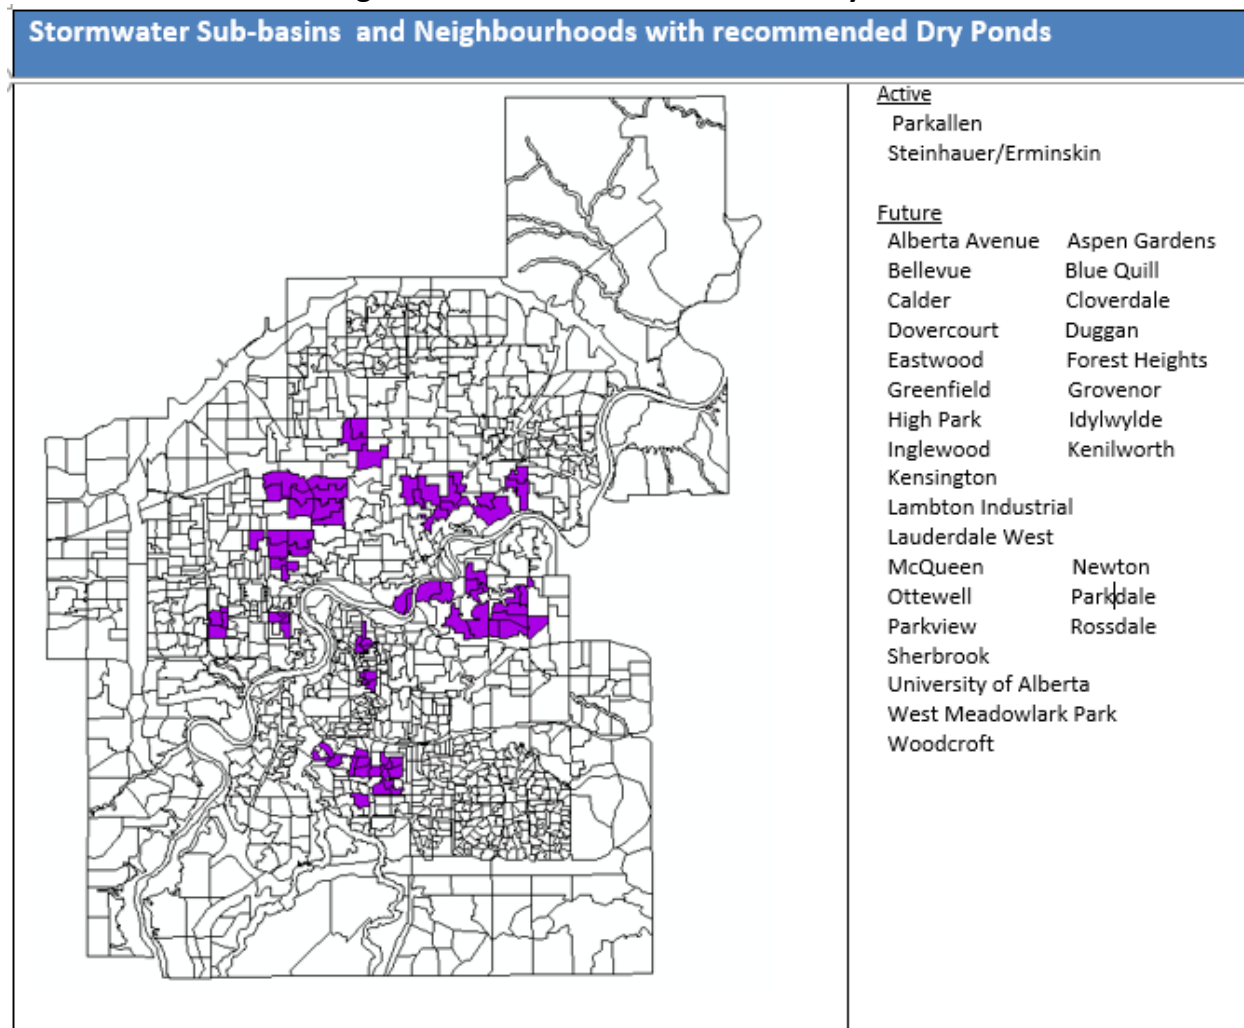 Stormwater Sub-basins and Neighbourhoods with recommended Dry Ponds
Active
Parkallen
Steinhauer/Erminskin
Future
Alberta Avenue Aspen Gardens
Bellevue Blue Quill
Calder Cloverdale
Dovercourt Duggan
Eastwood Forest Heights
Greenfield Grovenor
High Park Idylwylde
Inglewood Kenilworth
Kensington
Lambton Industrial
Lauderdale West
McQueen Newton
Ottewell Parkdale
Parkview Rossdale
Sherbrook
University of Alberta
West Meadowlark Park
Woodcroft